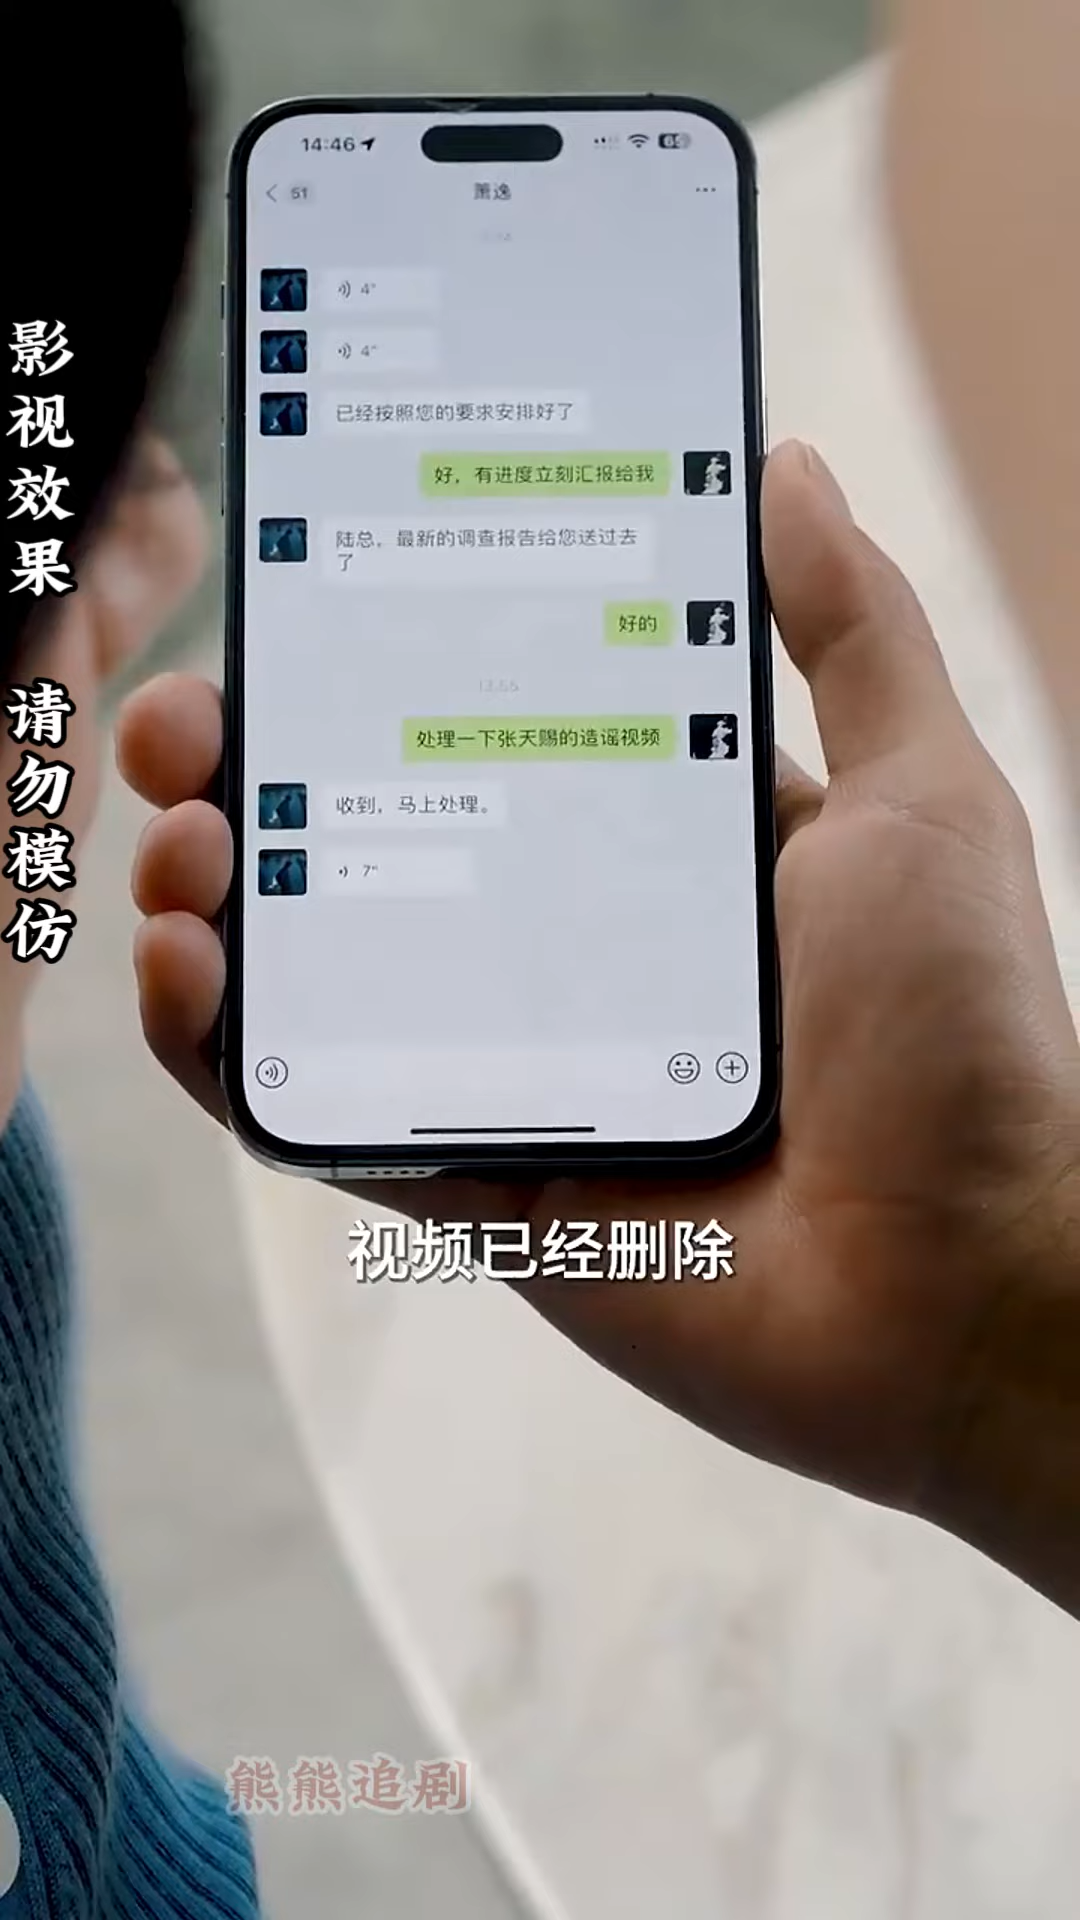 影视效果 请勿模仿
14:46
65
51
萧逸
4"
4"
已经按照您的要求安排好了
好，有进度立刻汇报给我
陆总，最新的调查报告给您送过去
了
好的
13:55
处理一下张天赐的造谣视频
收到，马上处理。
7"
视频已经删除
熊熊追剧